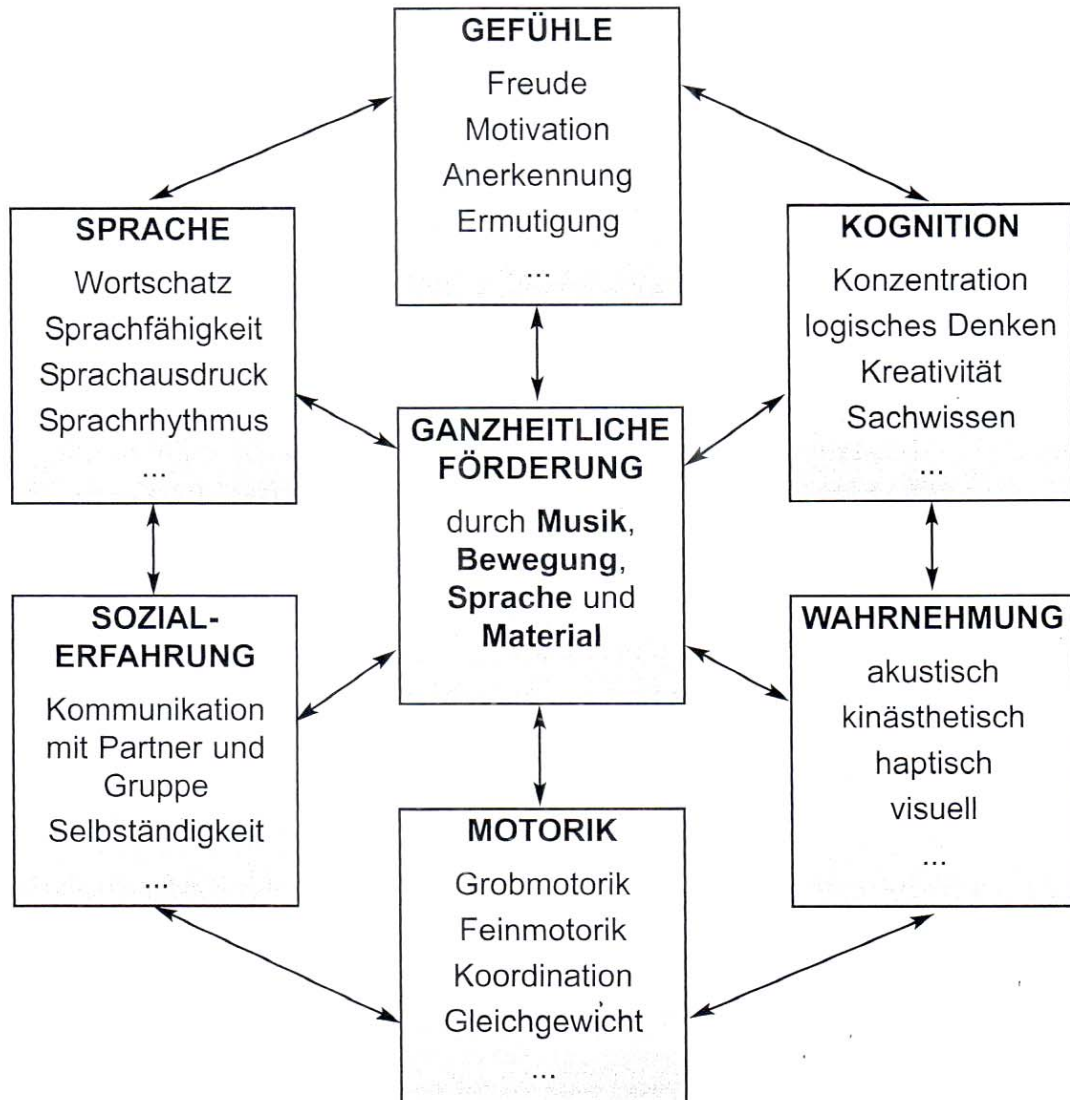 GEFÜHLE
Freude
Motivation
Anerkennung
Ermutigung
...
SPRACHE
Wortschatz
Sprachfähigkeit
Sprachausdruck
Sprachrhythmus
...
KOGNITION
Konzentration
logisches Denken
Kreativität
Sachwissen
...
GANZHEITLICHE
FÖRDERUNG
durch Musik,
Bewegung,
Sprache und
Material
SOZIAL-
ERFAHRUNG
Kommunikation
mit Partner und
Gruppe
Selbständigkeit
...
WAHRNEHMUNG
akustisch
kinästhetisch
haptisch
visuell
...
MOTORIK
Grobmotorik
Feinmotorik
Koordination
Gleichgewicht
...